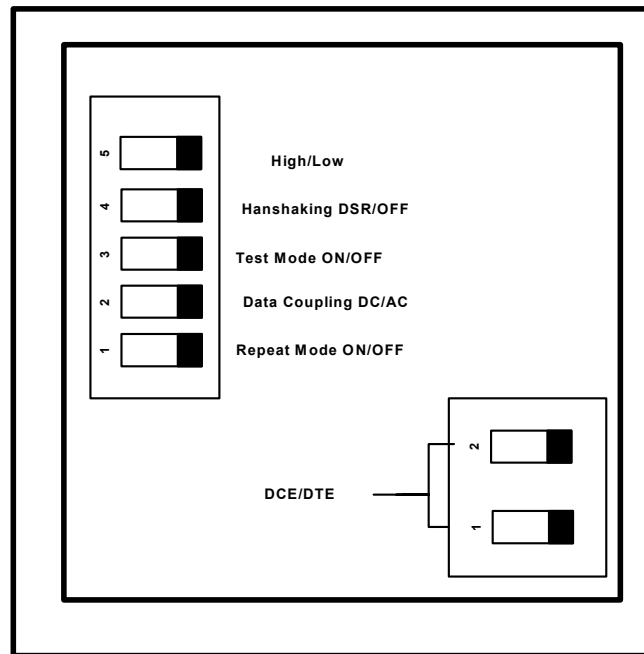 5 High/Low
4 Hanshaking DSR/OFF
3 Test Mode ON/OFF
2 Data Coupling DC/AC
1 Repeat Mode ON/OFF
2
DCE/DTE
1